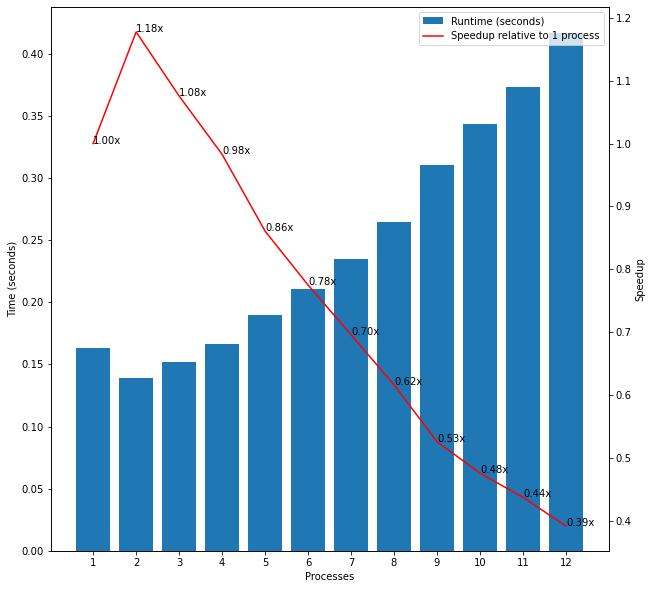 Runtime (seconds)
Speedup relative to 1 process
1.00x
1.18x
1.08x
0.98x
0.86x
0.78x
0.70x
0.62x
0.53x
0.48x
0.44x
0.39x
Time (seconds)
0.40
0.35
0.30
0.25
0.20
0.15
0.10
0.05
0.00
1.2
1.1
1.0
0.9
0.8
0.7
0.6
0.5
0.4
Speedup
1 2 3 4 5 6 7 8 9 10 11 12
Processes